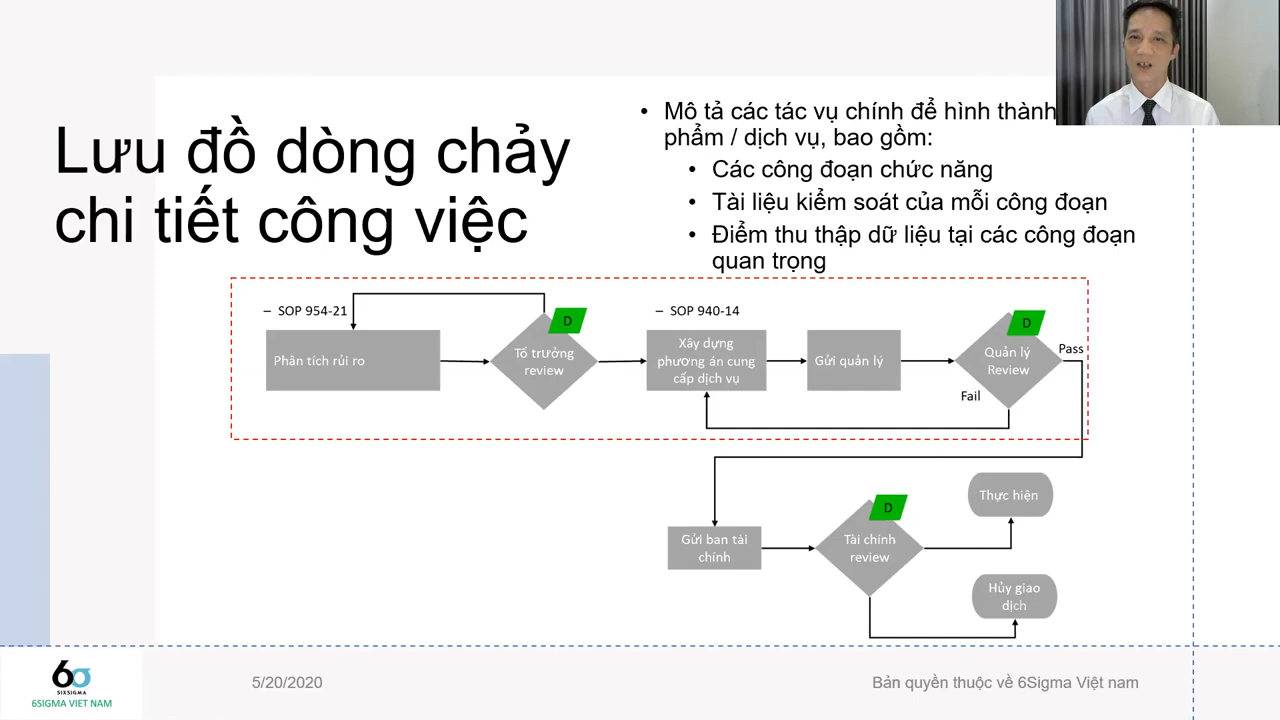 Lưu đồ dòng chảy
chi tiết công việc
• Mô tả các tác vụ chính để hình thành
phẩm / dịch vụ, bao gồm:
• Các công đoạn chức năng
• Tài liệu kiểm soát của mỗi công đoạn
• Điểm thu thập dữ liệu tại các công đoạn
quan trọng
– SOP 954-21
Phân tích rủi ro
D
Tổ trưởng
review
– SOP 940-14
Xây dựng
phương án cung
cấp dịch vụ
Gửi quản lý
D
Quản lý
Review
Pass
Fail
Gửi ban tài
chính
D
Tài chính
review
Thực hiện
Hủy giao
dịch
6σ
SIXSIGMA
6SIGMA VIET NAM
5/20/2020
Bản quyền thuộc về 6Sigma Việt nam